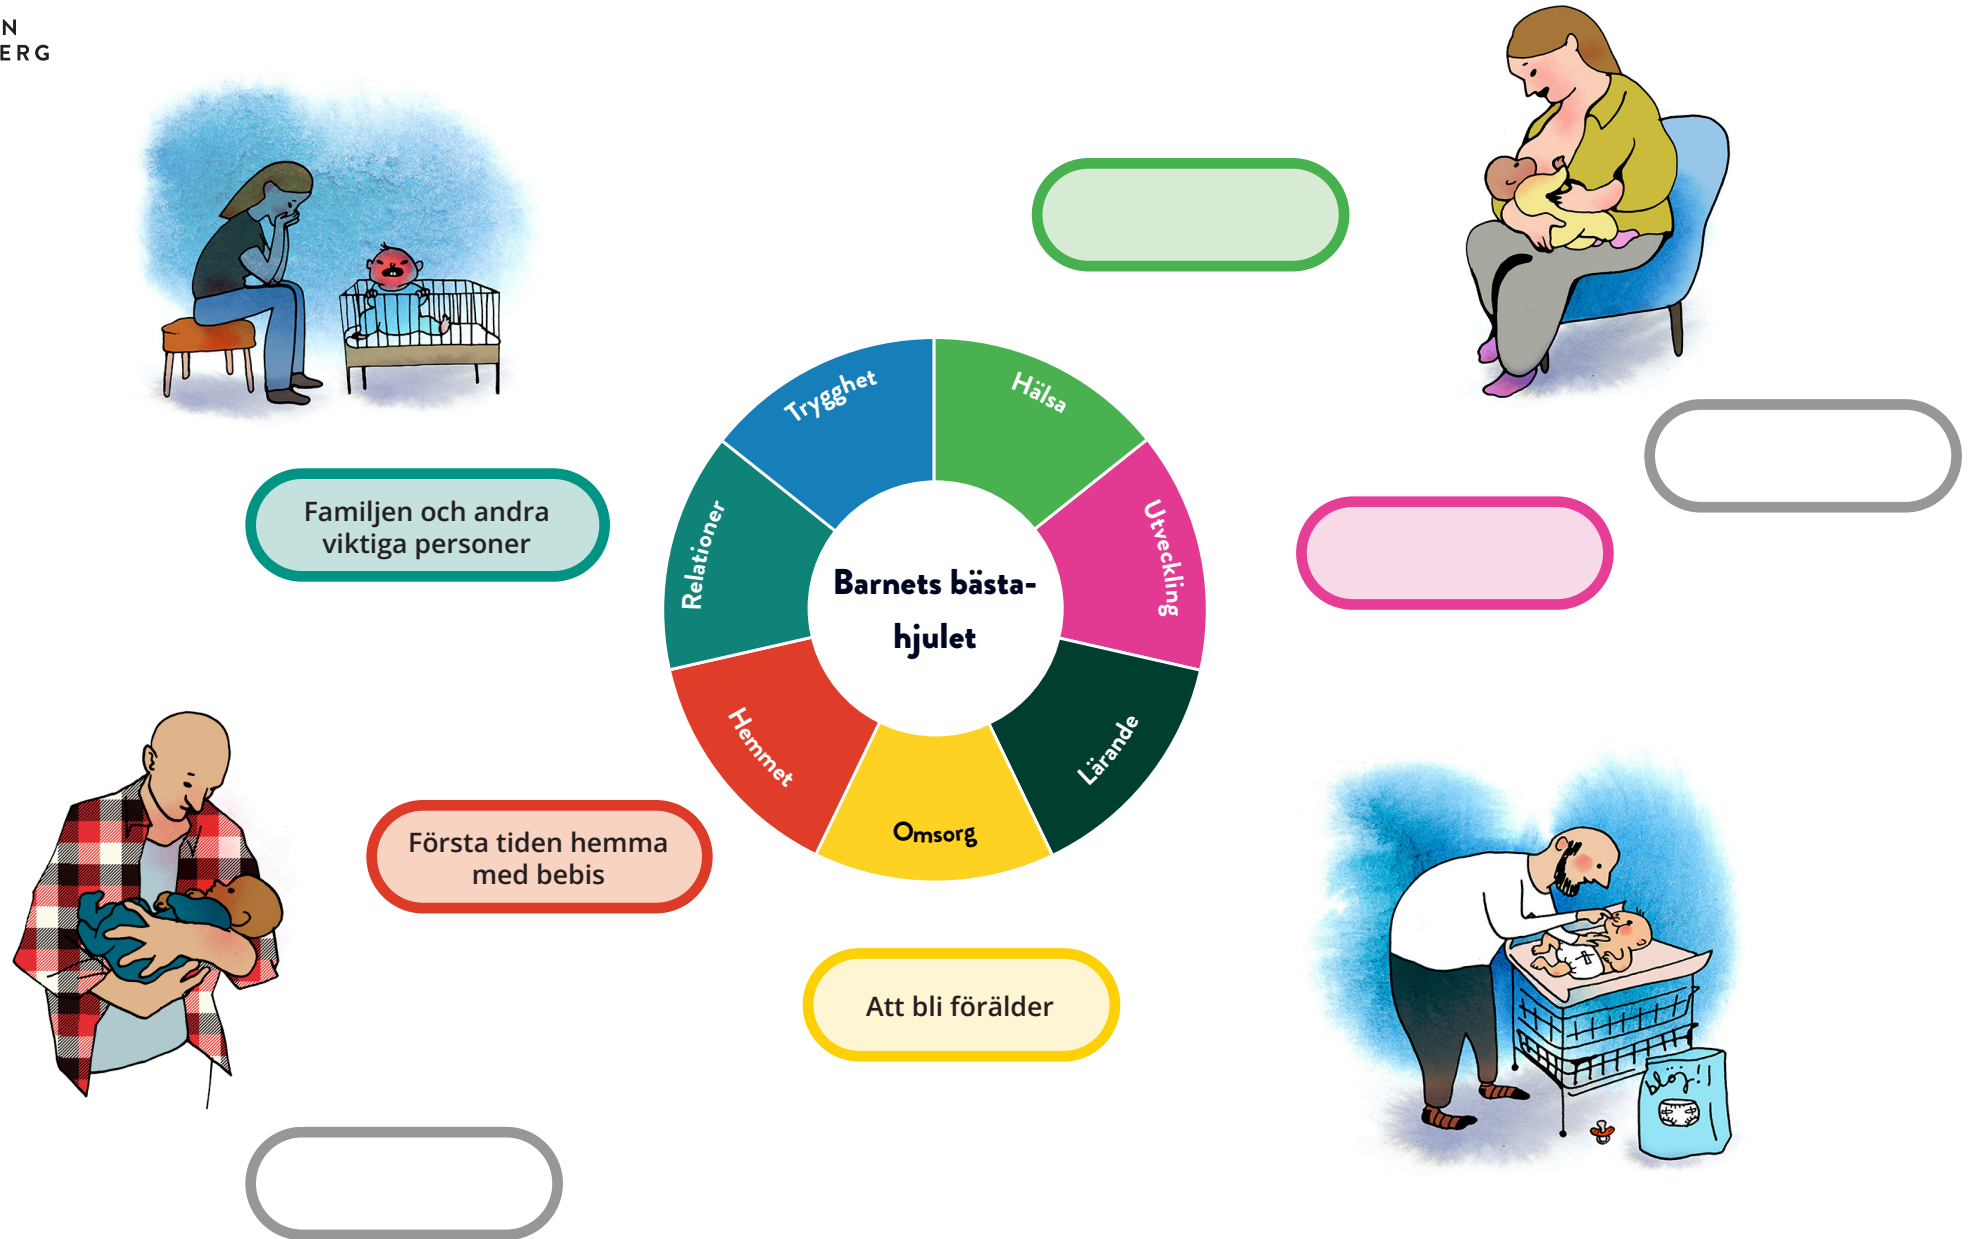 N
ERG
Trygghet
Hälsa
Relationer
Utveckling
Familjen och andra
viktiga personer
Barnets bästa-
hjulet
Hemmet
Lärande
Omsorg
Första tiden hemma
med bebis
Att bli förälder
blöj!